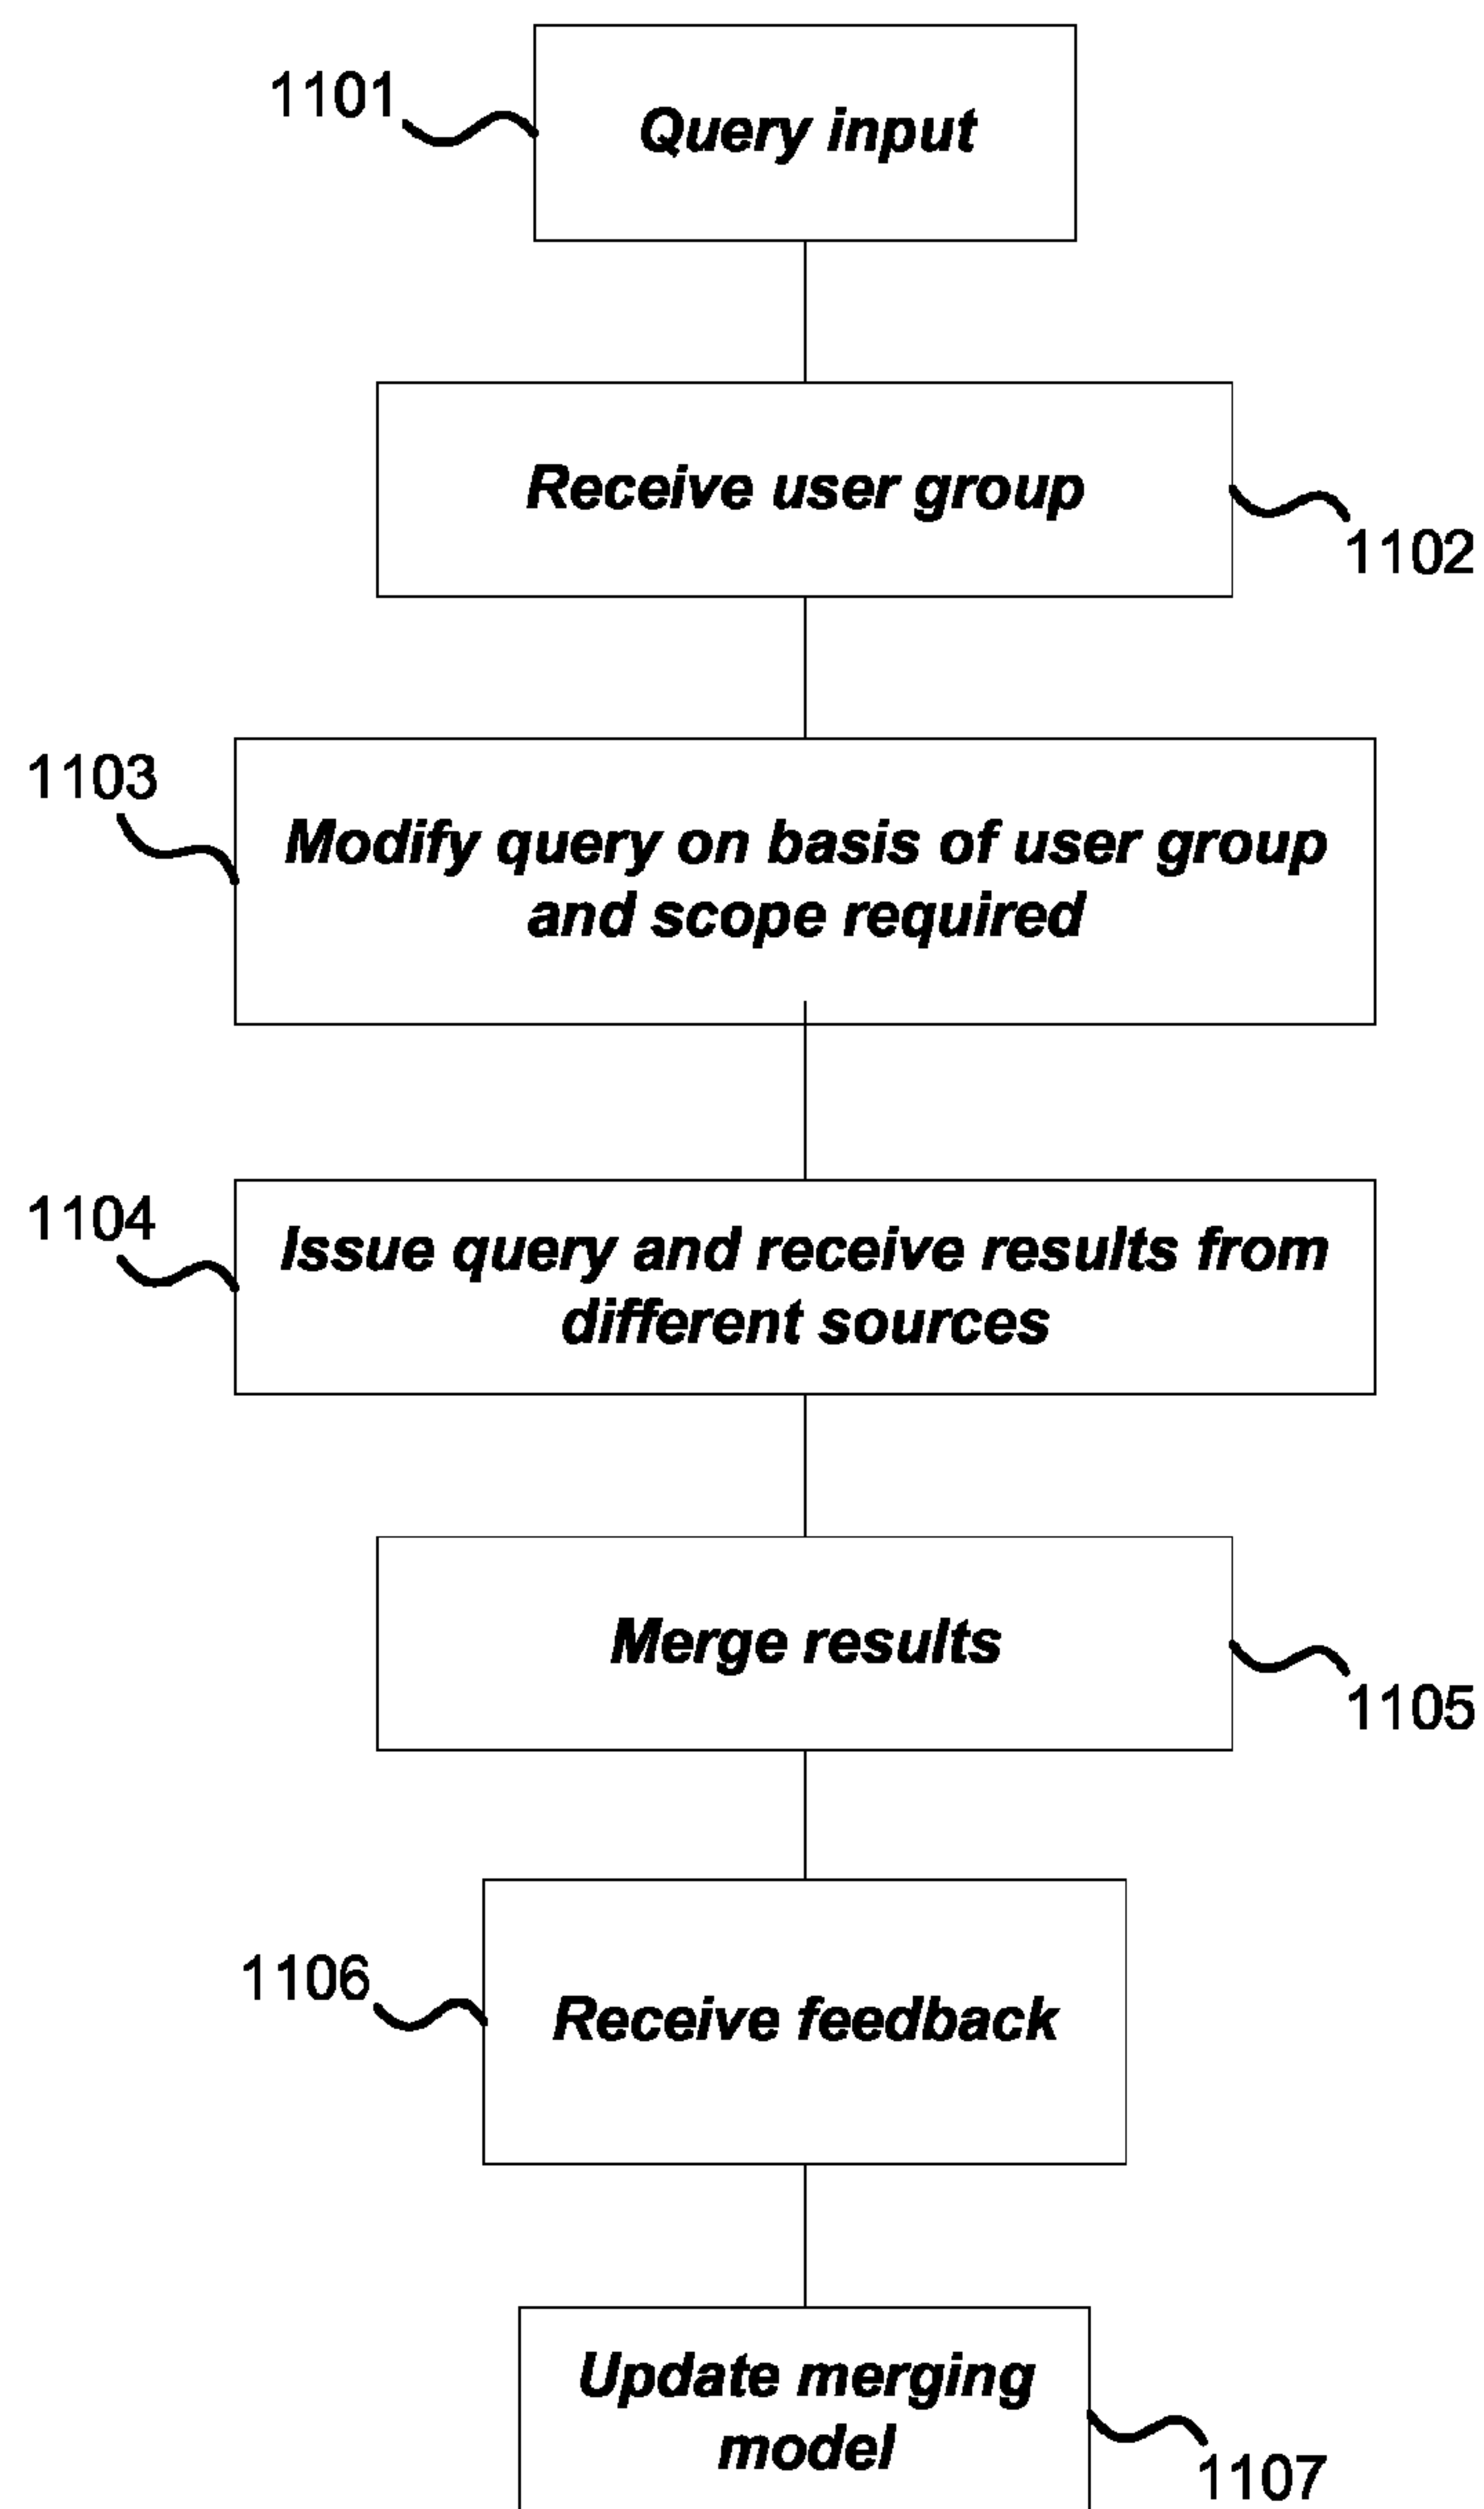 1101
Query input
Receive user group
1102
1103
Modify query on basis of user group
and scope required
1104
Issue query and receive results from
different sources
Merge results
1105
1106
Receive feedback
Update merging
model
1107